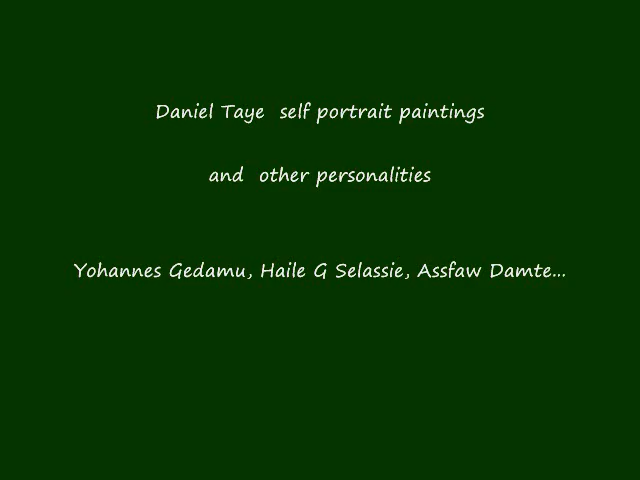 Daniel Taye self portrait paintings
and other personalities
Yohannes Gedamu, Haile G Selassie, Assfaw Damte...